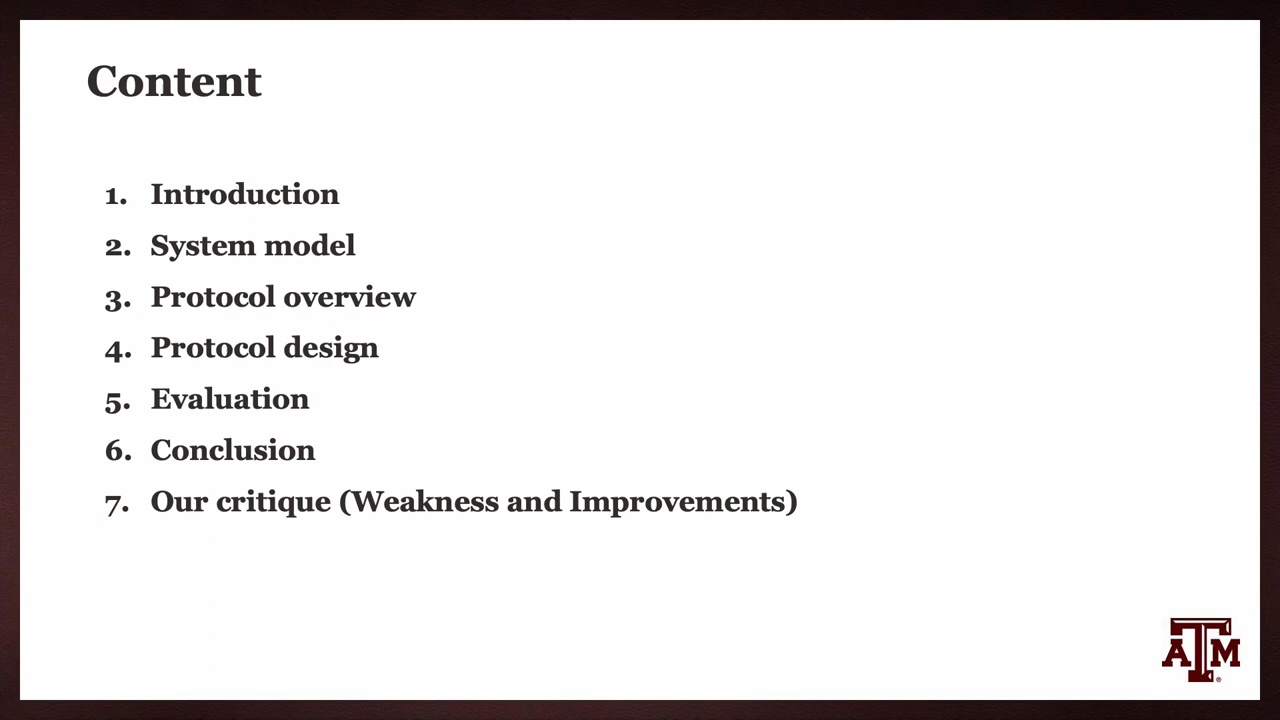 Content
1. Introduction
2. System model
3. Protocol overview
4. Protocol design
5. Evaluation
6. Conclusion
7. Our critique (Weakness and Improvements)
ATM
®